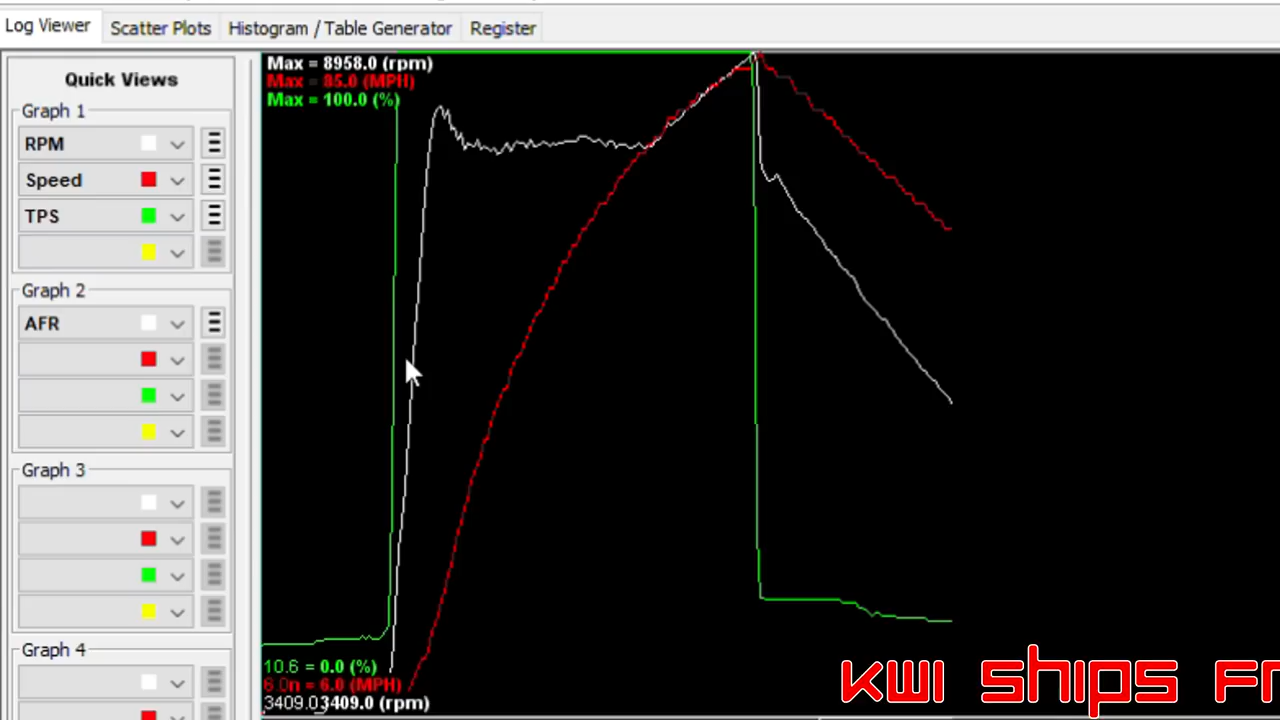 Log Viewer
Scatter Plots
Histogram / Table Generator
Register
Quick Views
Graph 1
RPM
Speed
TPS
Graph 2
AFR
Graph 3
Graph 4
Max = 8958.0 (rpm)
Max = 85.0 (MPH)
Max = 100.0 (%)
10.6 = 0.0 (%)
6.0n = 6.0 (MPH)
3409.03409.0 (rpm)
KWI SHIPS FR